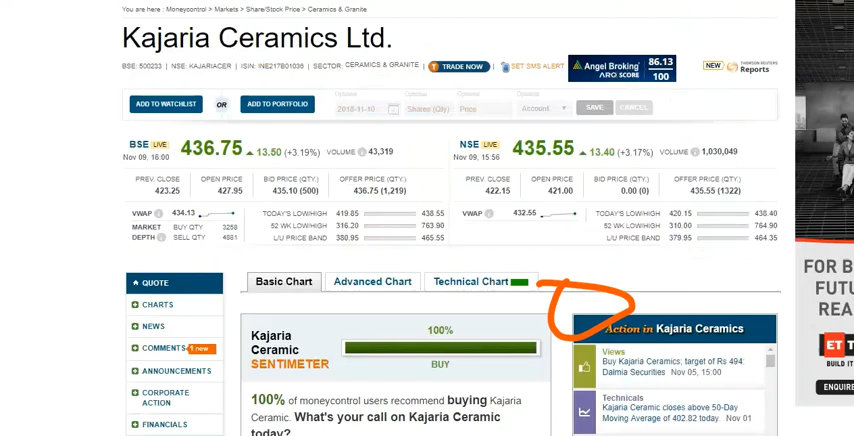 You are here : Moneycontrol > Markets > Share/Stock Price > Ceramics & Granite
Kajaria Ceramics Ltd.
BSE: 500233 | NSE: KAJARIACER | ISIN: INE217B01036 | SECTOR: CERAMICS & GRANITE
TRADE NOW
SET SMS ALERT
Angel Broking
ARQ SCORE
86.13
100
NEW
THOMSON REUTERS
Reports
ADD TO WATCHLIST OR ADD TO PORTFOLIO
2018-11-10 Shares (Qty) Price Account SAVE CANCEL
BSE LIVE
Nov 09, 16:00
436.75 13.50 (+3.19%) VOLUME 43,319
NSE LIVE
Nov 09, 15:56
435.55 13.40 (+3.17%) VOLUME 1,030,049
PREV. CLOSE OPEN PRICE BID PRICE (QTY.) OFFER PRICE (QTY.)
423.25 427.95 435.10 (500) 436.75 (1,219)
PREV. CLOSE OPEN PRICE BID PRICE (QTY.) OFFER PRICE (QTY.)
422.15 421.00 0.00 (0) 435.55 (1322)
VWAP 434.13
MARKET DEPTH BUY QTY 3258
SELL QTY 4881
TODAY'S LOW/HIGH 419.85 438.55
52 WK LOW/HIGH 316.20 763.90
L/U PRICE BAND 380.95 465.55
VWAP 432.55
TODAY'S LOW/HIGH 420.15 438.40
52 WK LOW/HIGH 310.00 764.90
L/U PRICE BAND 379.95 464.35
QUOTE
CHARTS
NEWS
COMMENTS 1 new
ANNOUNCEMENTS
CORPORATE
ACTION
FINANCIALS
Basic Chart Advanced Chart Technical Chart
Kajaria
Ceramic
SENTIMETER
100%
BUY
100% of moneycontrol users recommend buying Kajaria
Ceramic. What's your call on Kajaria Ceramic
today?
Action in Kajaria Ceramics
Views
Buy Kajaria Ceramics; target of Rs 494:
Dalmia Securities Nov 05, 15:00
Technicals
Kajaria Ceramic closes above 50-Day
Moving Average of 402.82 today. Nov 01
FOR B
FUTU
REA
ET T
BUILD IT
ENQUIRE